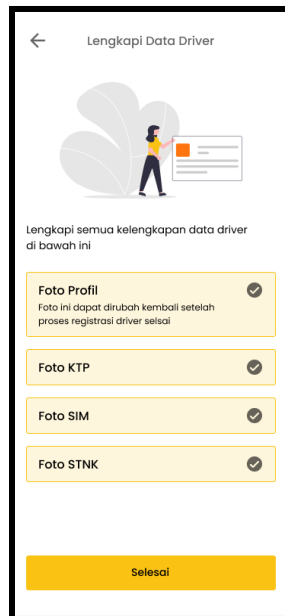 Lengkapi Data Driver
Lengkapi semua kelengkapan data driver
di bawah ini
Foto Profil
Foto ini dapat dirubah kembali setelah
proses registrasi driver selsai
Foto KTP
Foto SIM
Foto STNK
Selesai